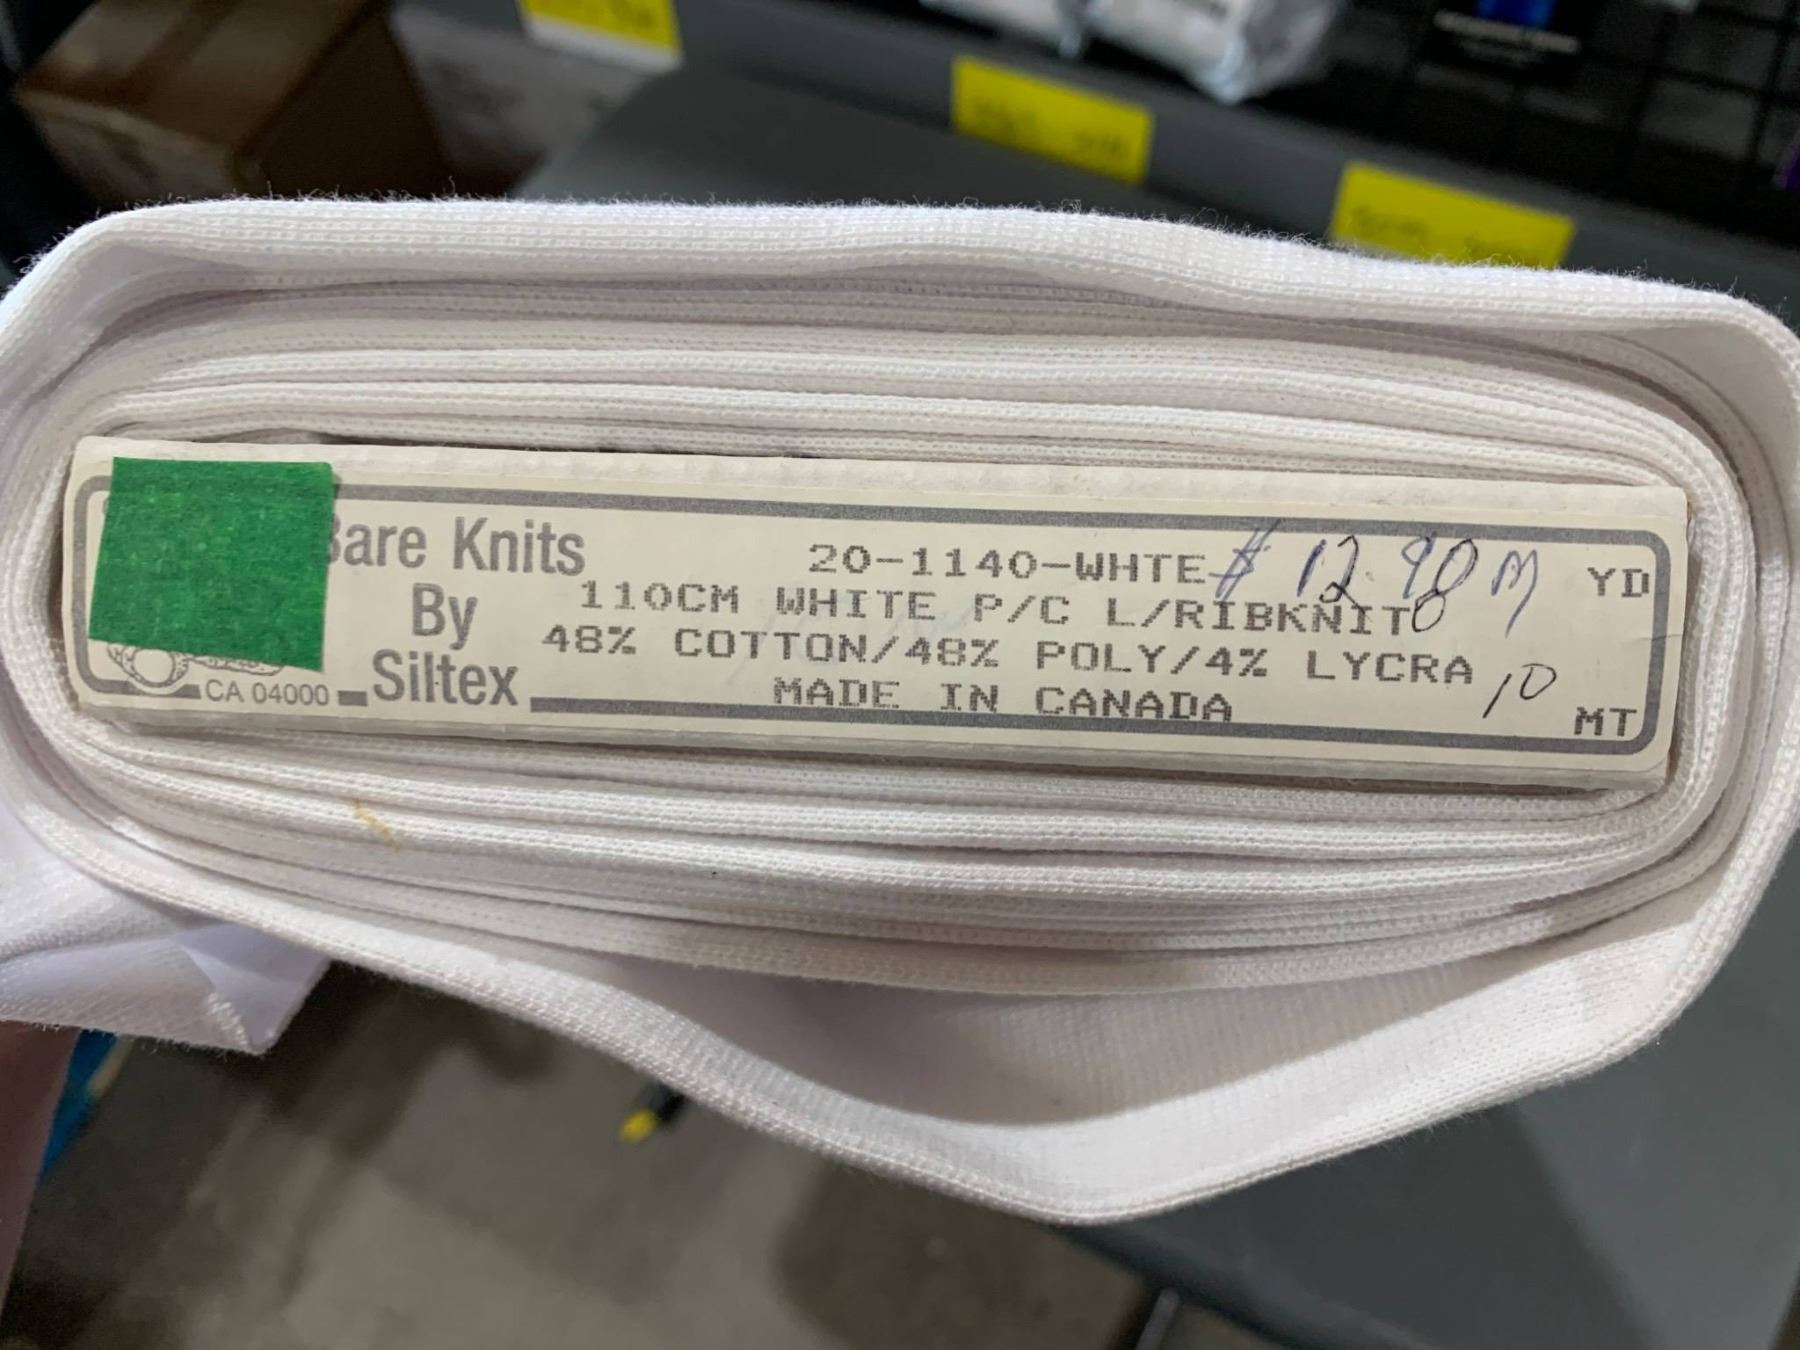 Bare Knits
By
Siltex
CA 04000
20-1140-WHTE
110CM WHITE P/C L/RIBKNIT
48% COTTON/48% POLY/4% LYCRA
MADE IN CANADA
12.98 M
YD
10
MT